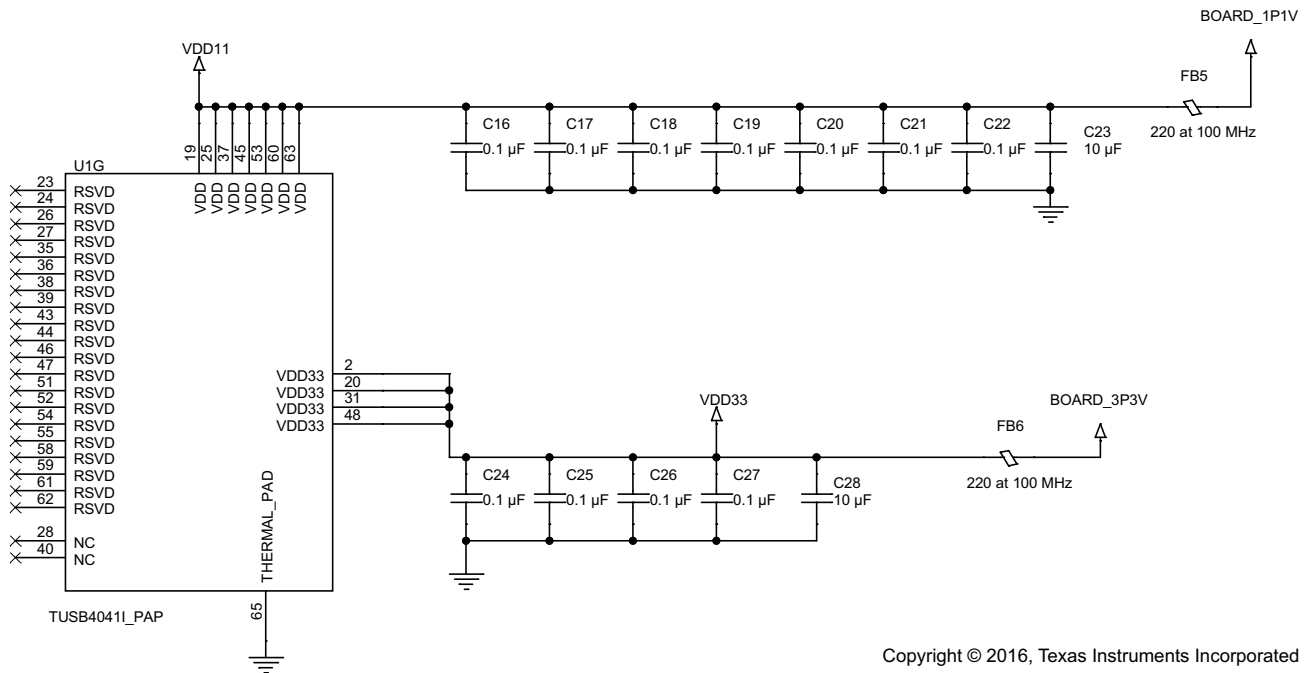 BOARD_1P1V
VDD11
FB5
220 at 100 MHz
C16
0.1 µF
C17
0.1 µF
C18
0.1 µF
C19
0.1 µF
C20
0.1 µF
C21
0.1 µF
C22
0.1 µF
C23
10 µF
19
25
37
45
53
60
63
U1G
VDD
VDD
VDD
VDD
VDD
VDD
VDD
23 RSVD
24 RSVD
26 RSVD
27 RSVD
35 RSVD
36 RSVD
38 RSVD
39 RSVD
43 RSVD
44 RSVD
46 RSVD
47 RSVD
51 RSVD
52 RSVD
54 RSVD
55 RSVD
58 RSVD
59 RSVD
61 RSVD
62 RSVD
28 NC
40 NC
VDD33 2
VDD33 20
VDD33 31
VDD33 48
THERMAL_PAD
65
TUSB4041I_PAP
VDD33
BOARD_3P3V
FB6
220 at 100 MHz
C24
0.1 µF
C25
0.1 µF
C26
0.1 µF
C27
0.1 µF
C28
10 µF
Copyright © 2016, Texas Instruments Incorporated